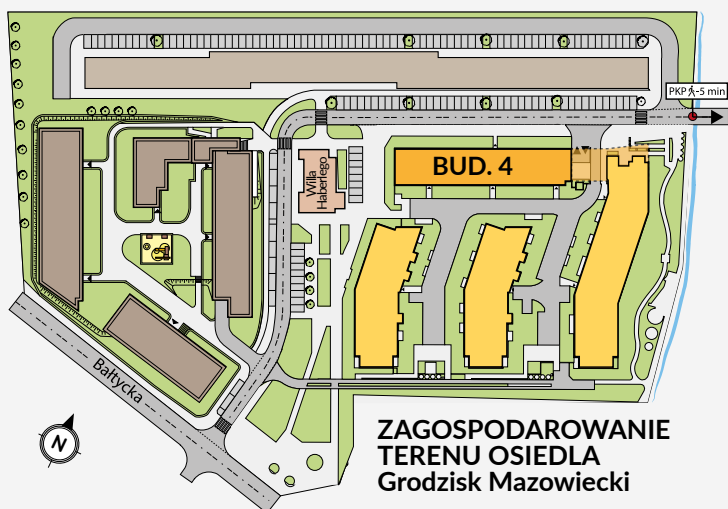 PKP -5 min
BUD. 4
Willa
Haberlego
Bałtycka
N
ZAGOSPODAROWANIE
TERENU OSIEDLA
Grodzisk Mazowiecki